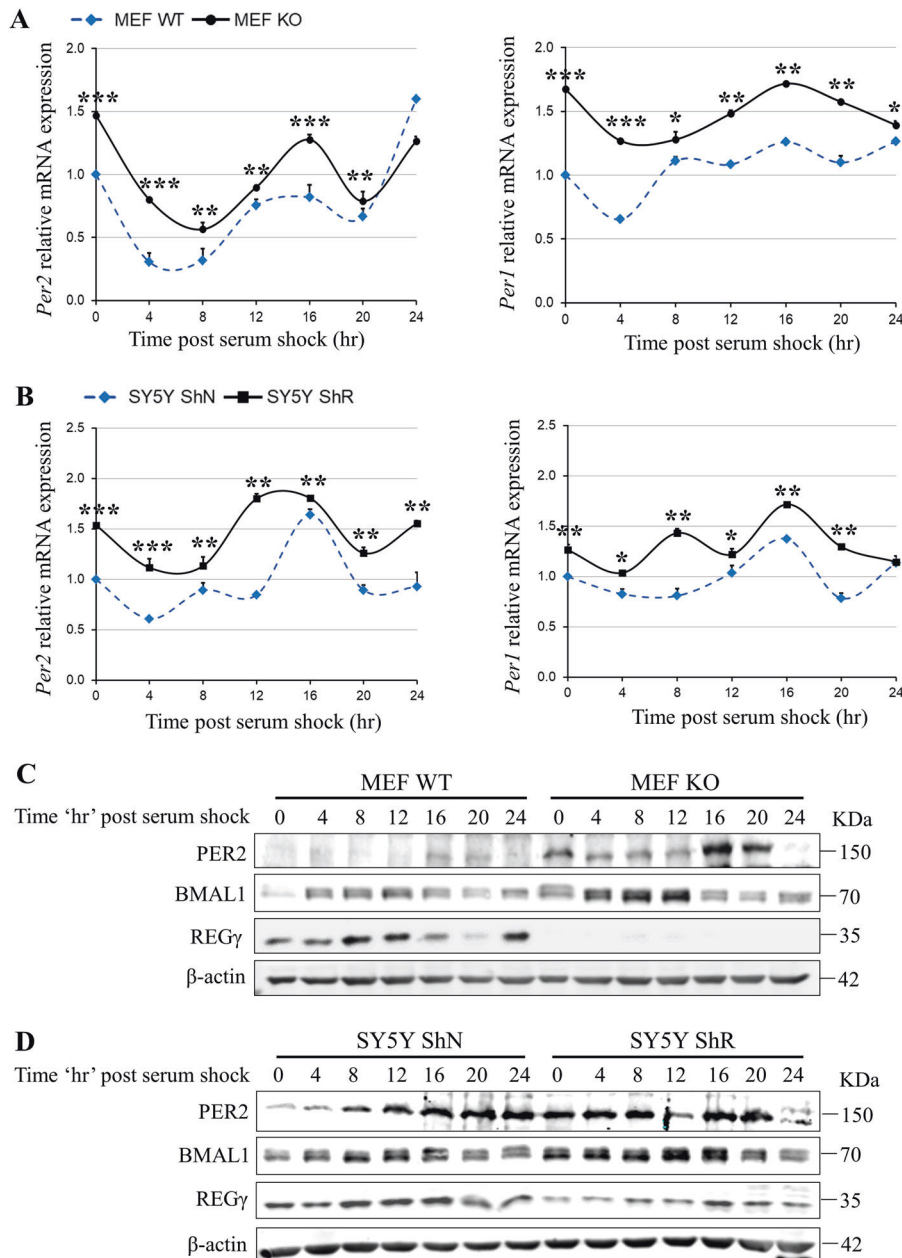 A
MEF WT MEF KO
Per2 relative mRNA expression
2.0
1.5
1.0
0.5
0.0
*** *** ** ** *** **
0 4 8 12 16 20 24
Time post serum shock (hr)
Per1 relative mRNA expression
2.0
1.5
1.0
0.5
0.0
*** *** * ** ** ** *
0 4 8 12 16 20 24
Time post serum shock (hr)
B
SY5Y ShN SY5Y ShR
Per2 relative mRNA expression
2.5
2.0
1.5
1.0
0.5
0.0
*** *** ** ** ** ** **
0 4 8 12 16 20 24
Time post serum shock (hr)
Per1 relative mRNA expression
2.5
2.0
1.5
1.0
0.5
0.0
** * ** * ** **
0 4 8 12 16 20 24
Time post serum shock (hr)
C
MEF WT MEF KO
Time ‘hr’ post serum shock 0 4 8 12 16 20 24 0 4 8 12 16 20 24 KDa
PER2 150
BMAL1 70
REGγ 35
β-actin 42
D
SY5Y ShN SY5Y ShR
Time ‘hr’ post serum shock 0 4 8 12 16 20 24 0 4 8 12 16 20 24 KDa
PER2 150
BMAL1 70
REGγ 35
β-actin 42